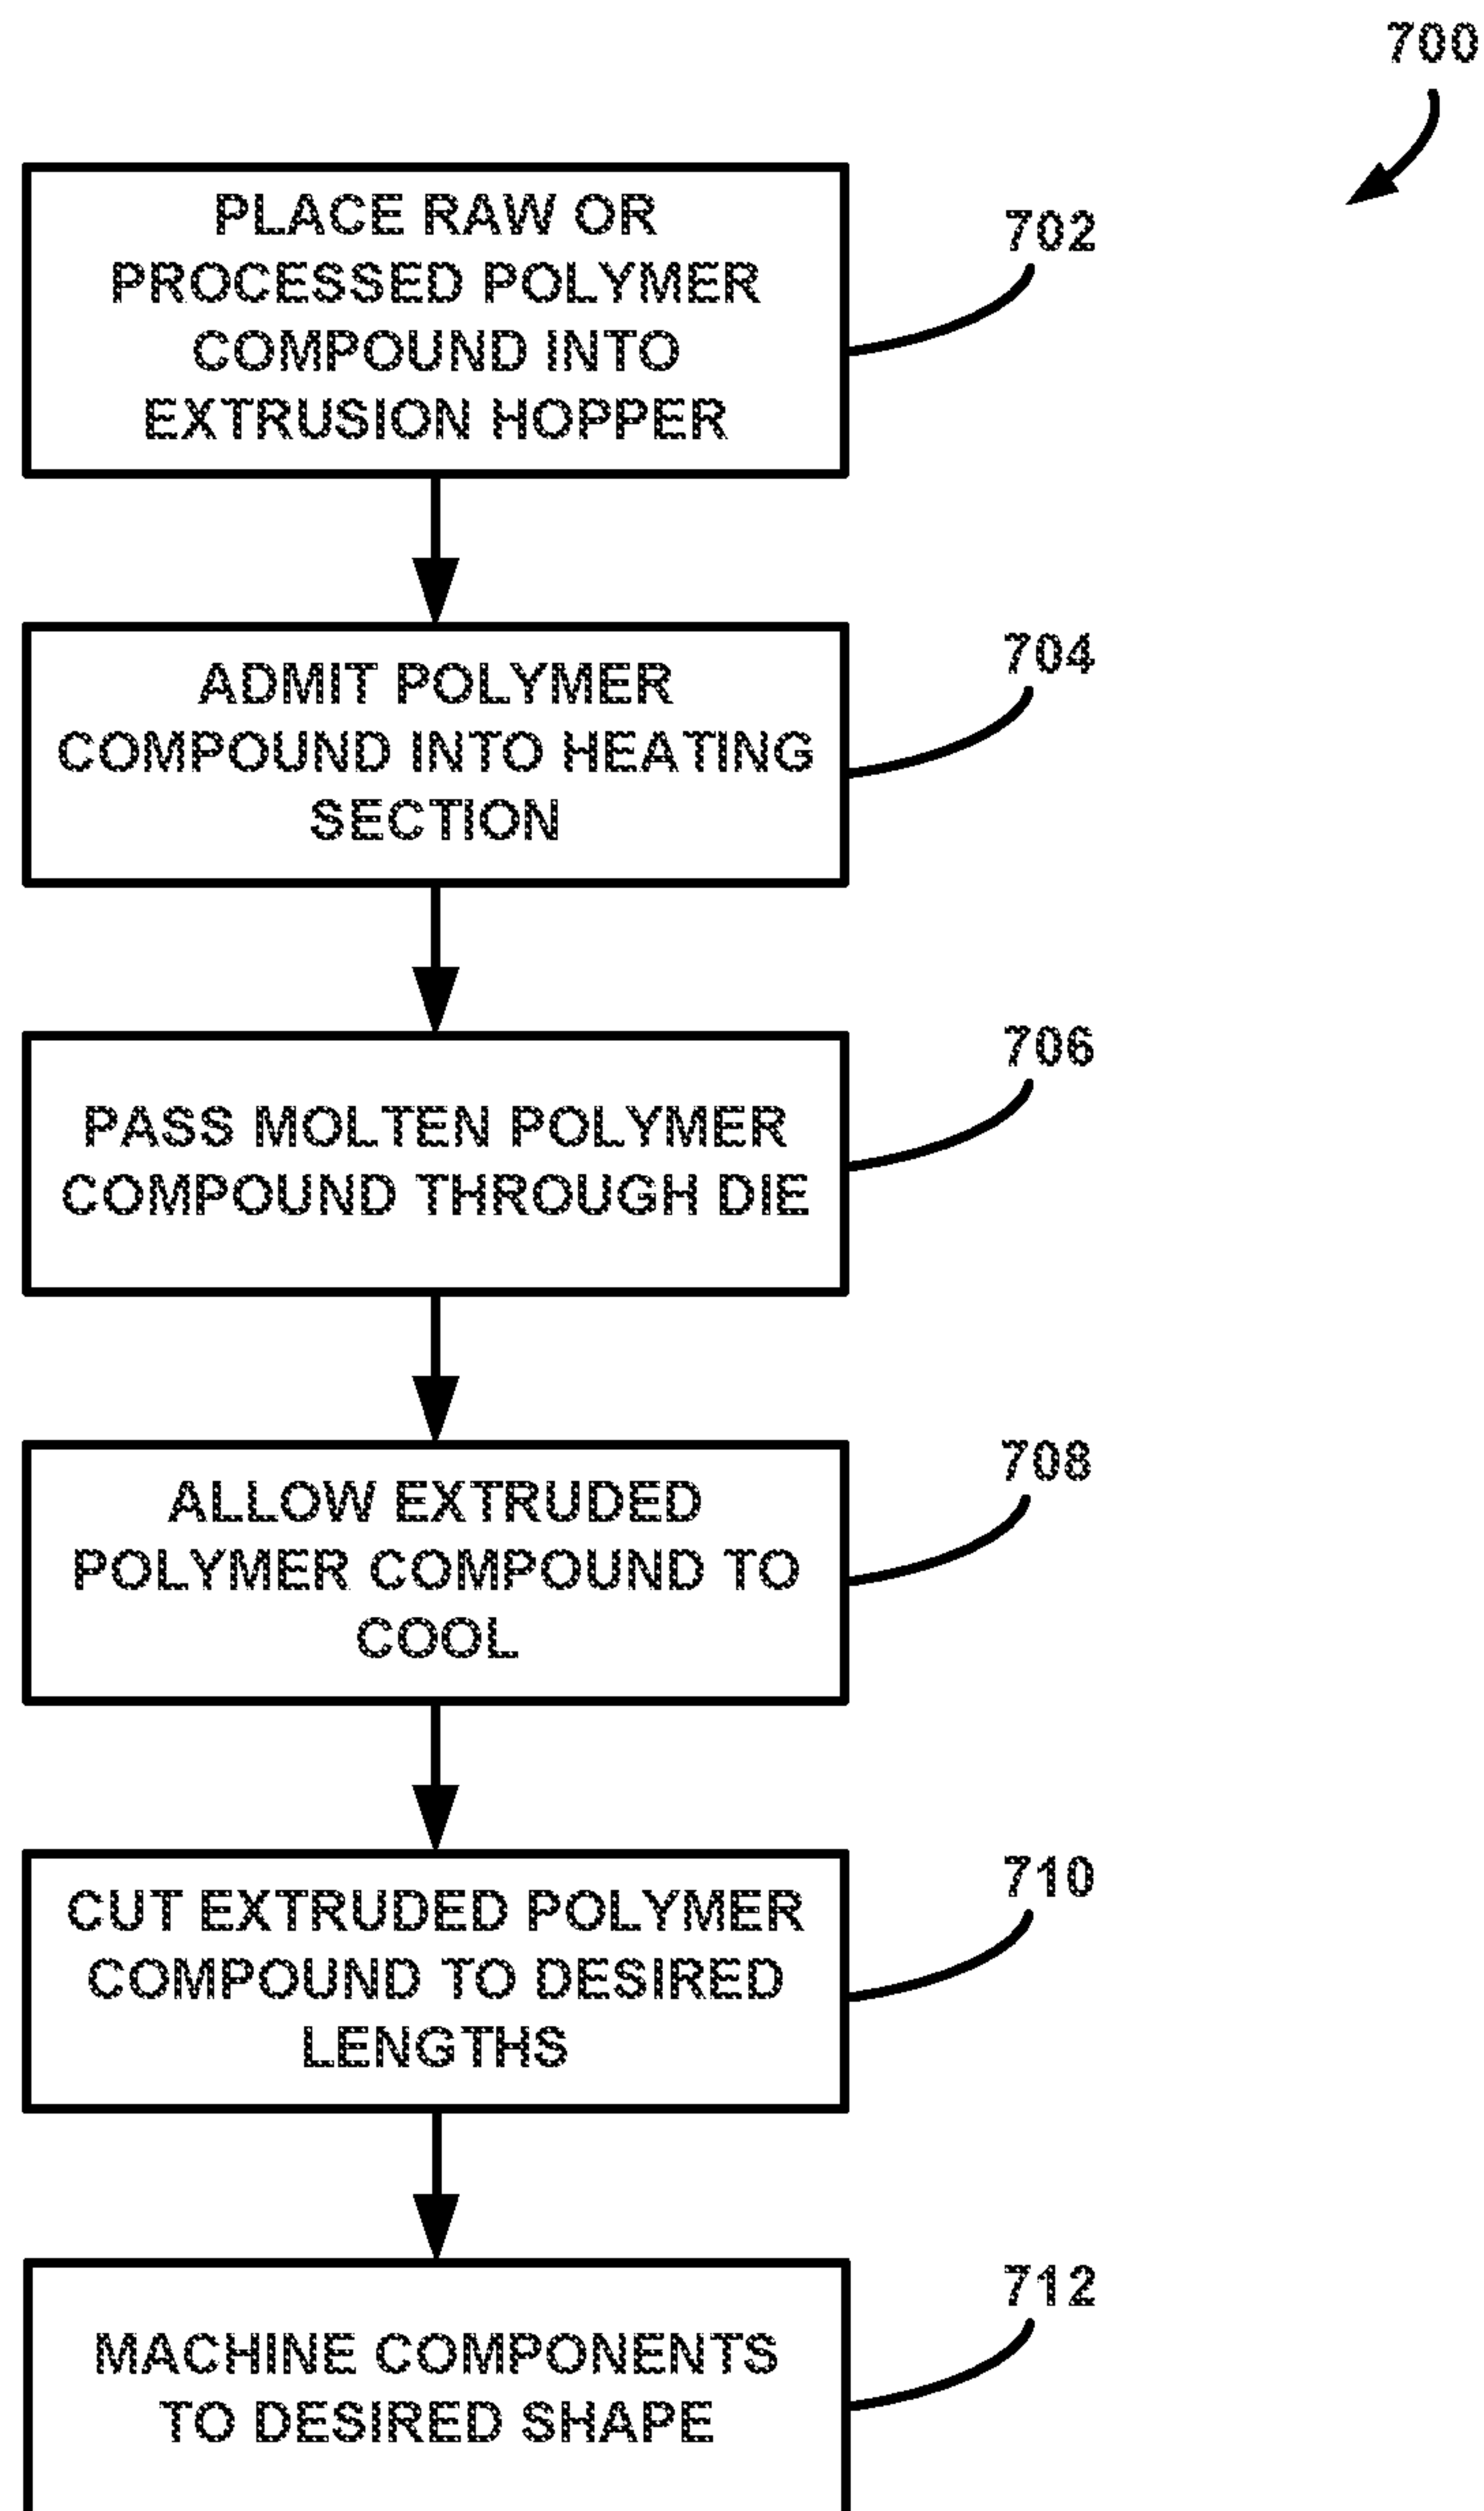 700
PLACE RAW OR
PROCESSED POLYMER
COMPOUND INTO
EXTRUSION HOPPER
702
ADMIT POLYMER
COMPOUND INTO HEATING
SECTION
704
PASS MOLTEN POLYMER
COMPOUND THROUGH DIE
706
ALLOW EXTRUDED
POLYMER COMPOUND TO
COOL
708
CUT EXTRUDED POLYMER
COMPOUND TO DESIRED
LENGTHS
710
MACHINE COMPONENTS
TO DESIRED SHAPE
712